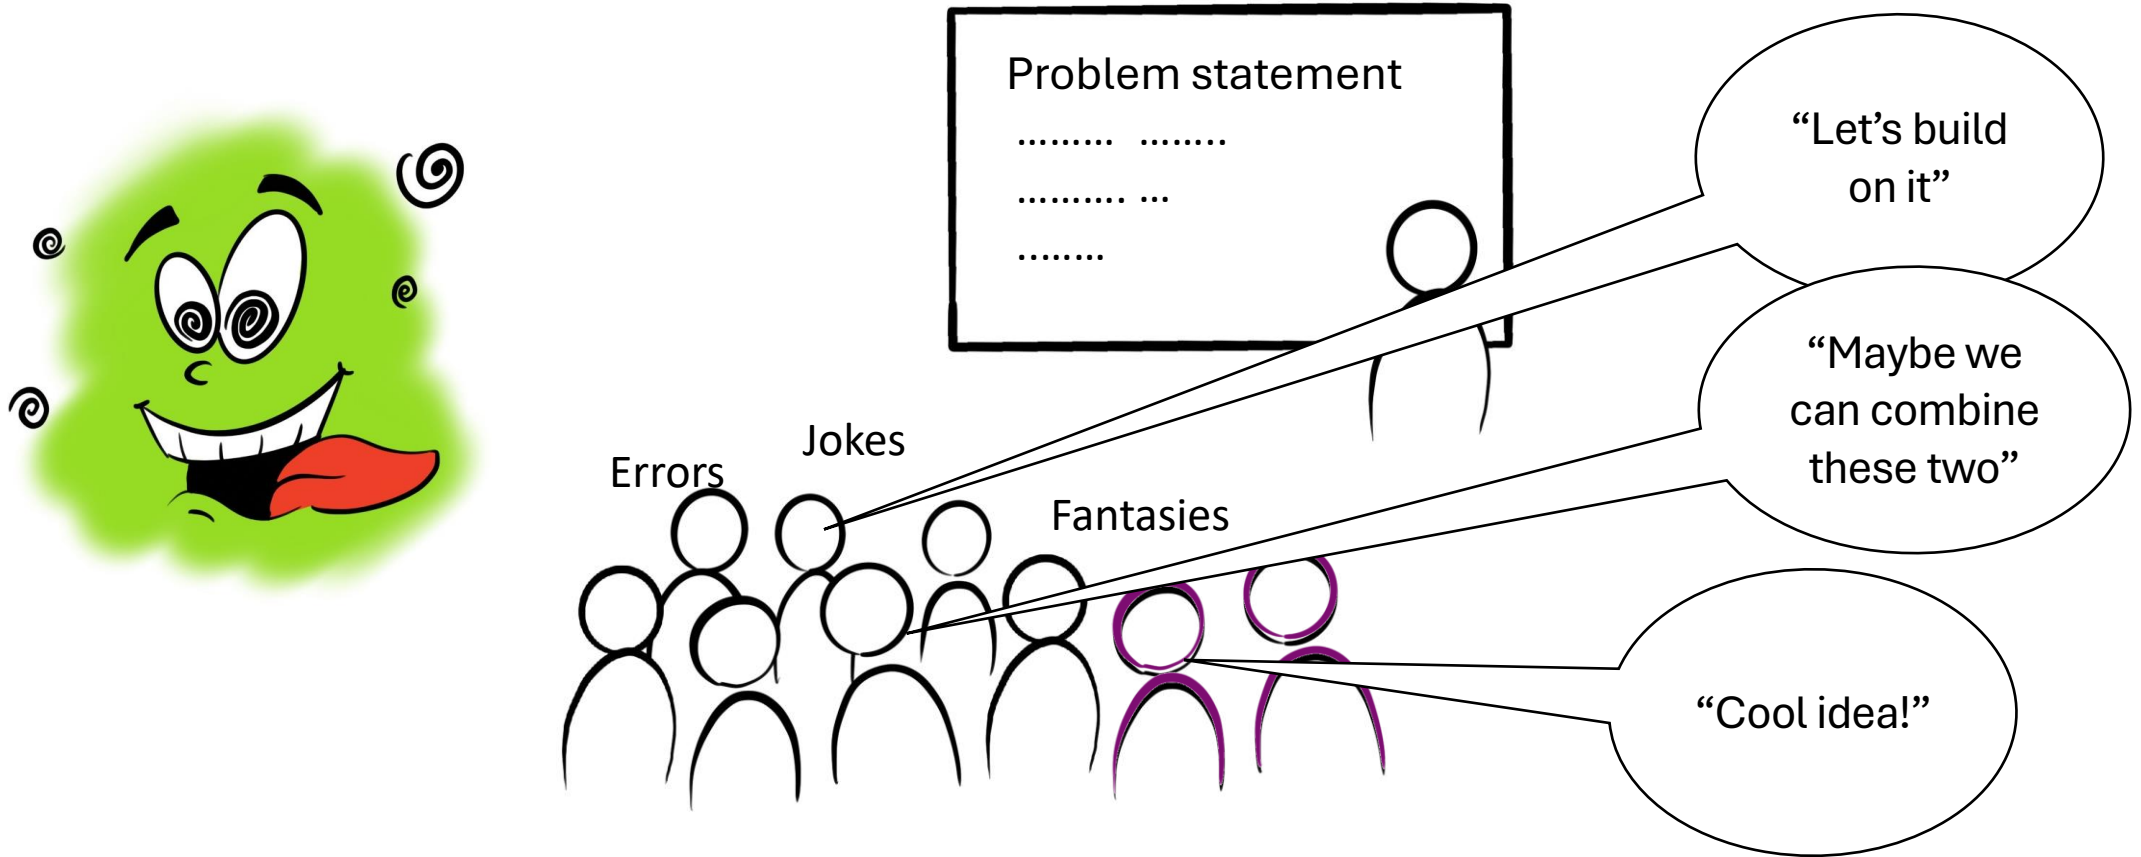 Problem statement
......... ........
.......... ...
........
“Let’s build
on it”
“Maybe we
can combine
these two”
Jokes
Errors
Fantasies
“Cool idea!”